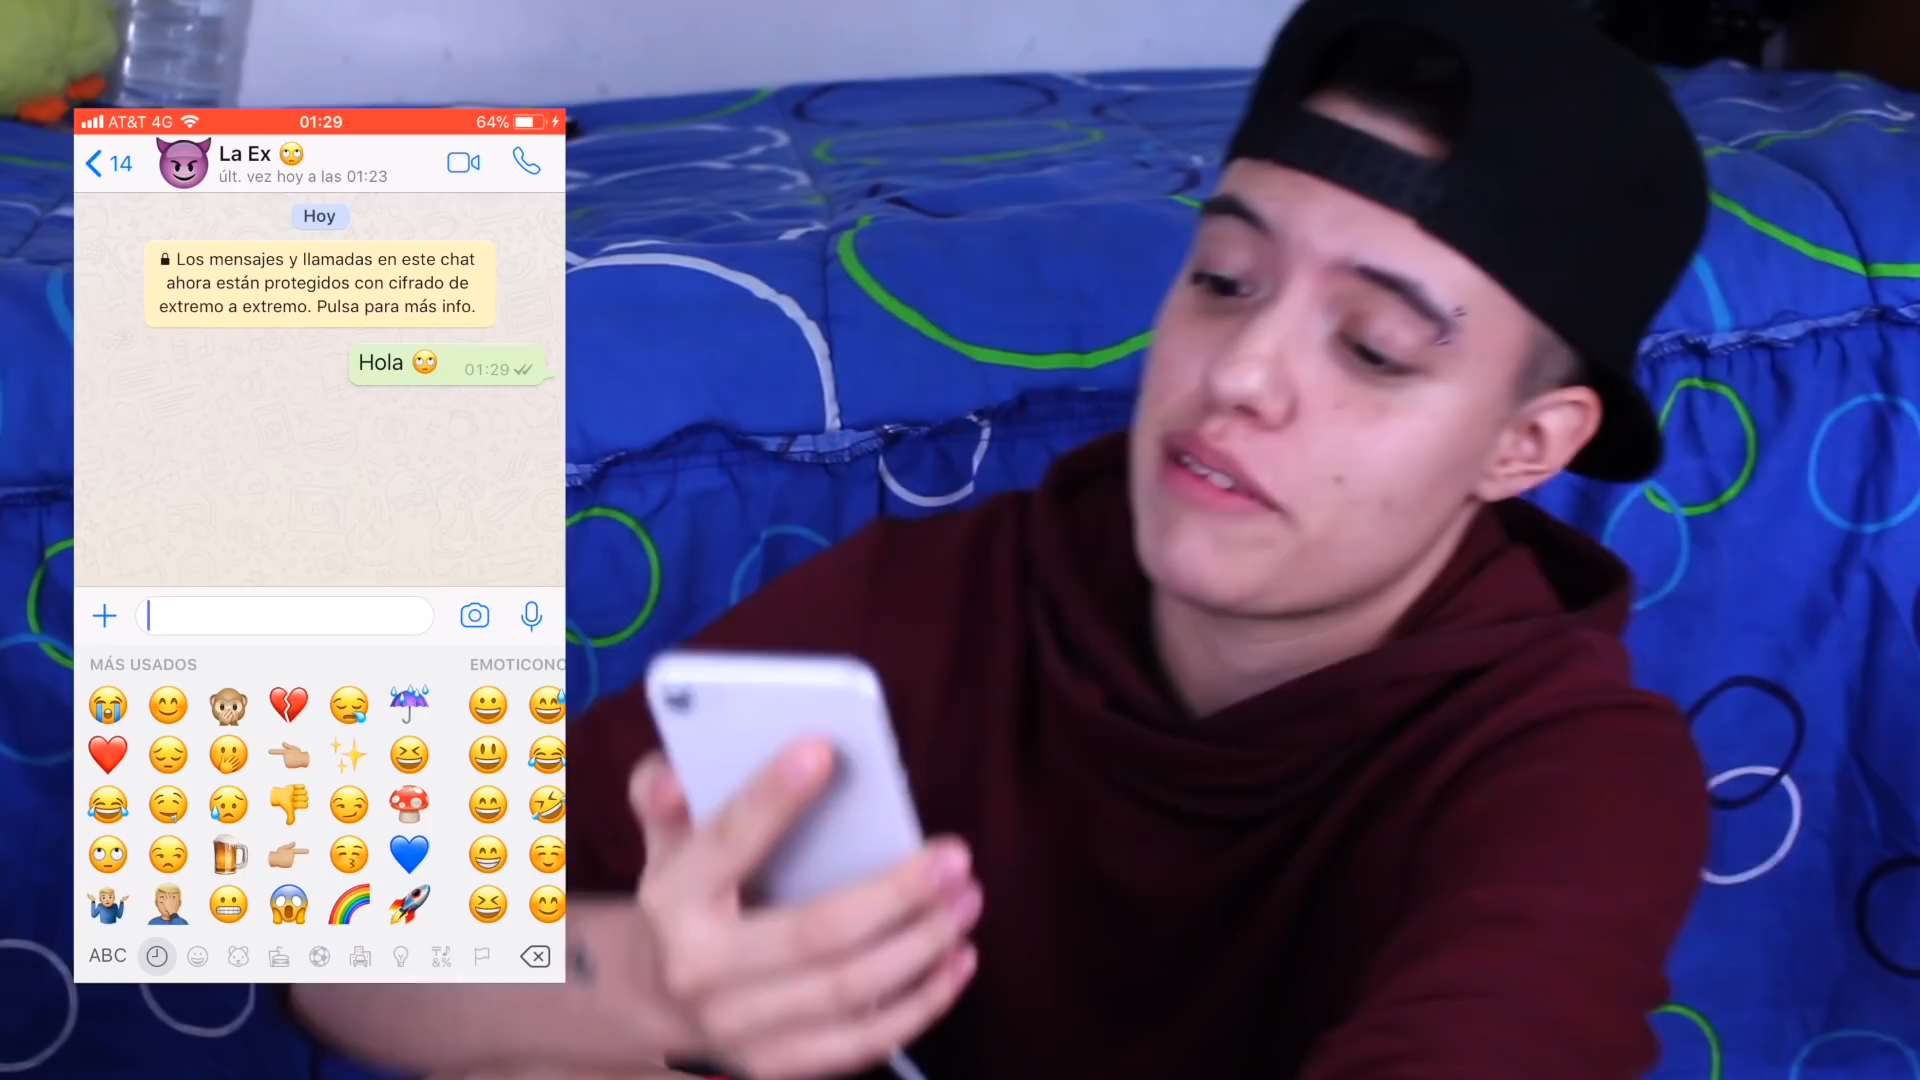 AT&T 4G 01:29 64%
14 La Ex 🙄
últ. vez hoy a las 01:23
Hoy
Los mensajes y llamadas en este chat
ahora están protegidos con cifrado de
extremo a extremo. Pulsa para más info.
Hola 🙄 01:29
MÁS USADOS EMOTICONO
ABC